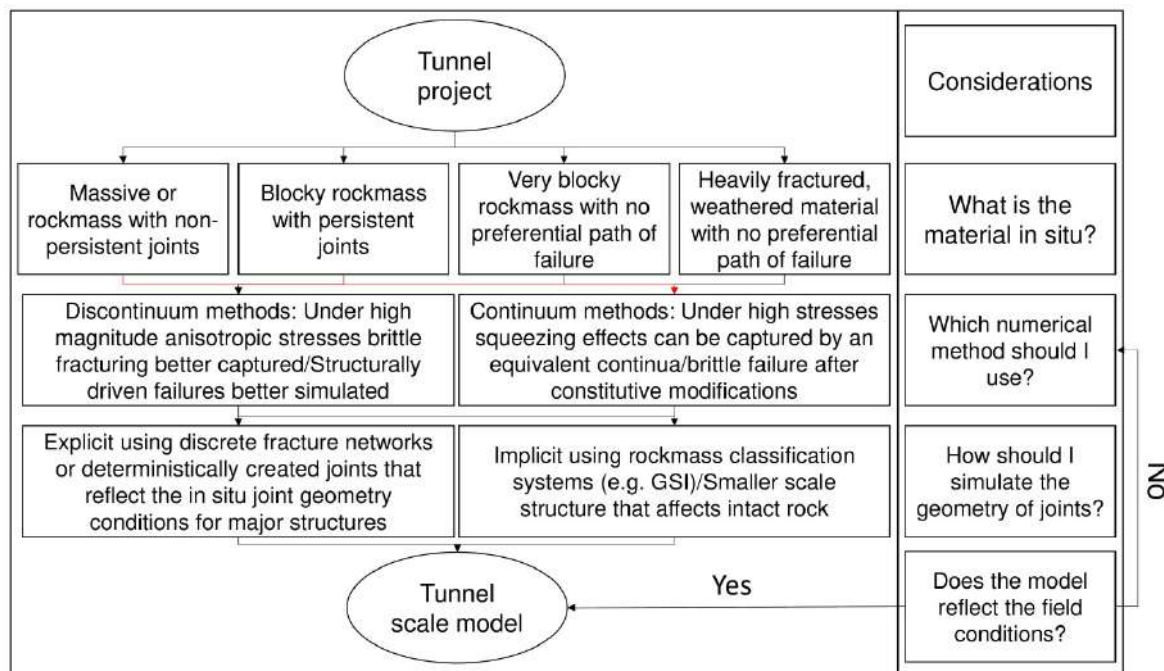 Tunnel
project
Considerations
Massive or
rockmass with non-
persistent joints
Blocky rockmass
with persistent
joints
Very blocky
rockmass with no
preferential path of
failure
Heavily fractured,
weathered material
with no preferential
path of failure
What is the
material in situ?
Discontinuum methods: Under high
magnitude anisotropic stresses brittle
fracturing better captured/Structurally
driven failures better simulated
Continuum methods: Under high stresses
squeezing effects can be captured by an
equivalent continua/brittle failure after
constitutive modifications
Which numerical
method should I
use?
Explicit using discrete fracture networks
or deterministically created joints that
reflect the in situ joint geometry
conditions for major structures
Implicit using rockmass classification
systems (e.g. GSI)/Smaller scale
structure that affects intact rock
How should I
simulate the
geometry of joints?
No
Tunnel
scale model
Yes
Does the model
reflect the field
conditions?